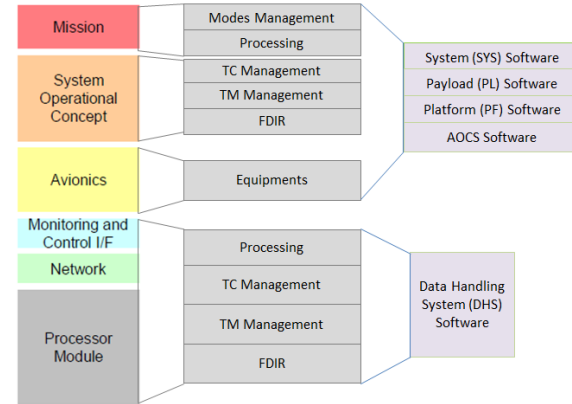 Mission
System
Operational
Concept
Avionics
Monitoring and
Control I/F
Network
Processor
Module
Modes Management
Processing
TC Management
TM Management
FDIR
Equipments
Processing
TC Management
TM Management
FDIR
System (SYS) Software
Payload (PL) Software
Platform (PF) Software
AOCS Software
Data Handling
System (DHS)
Software